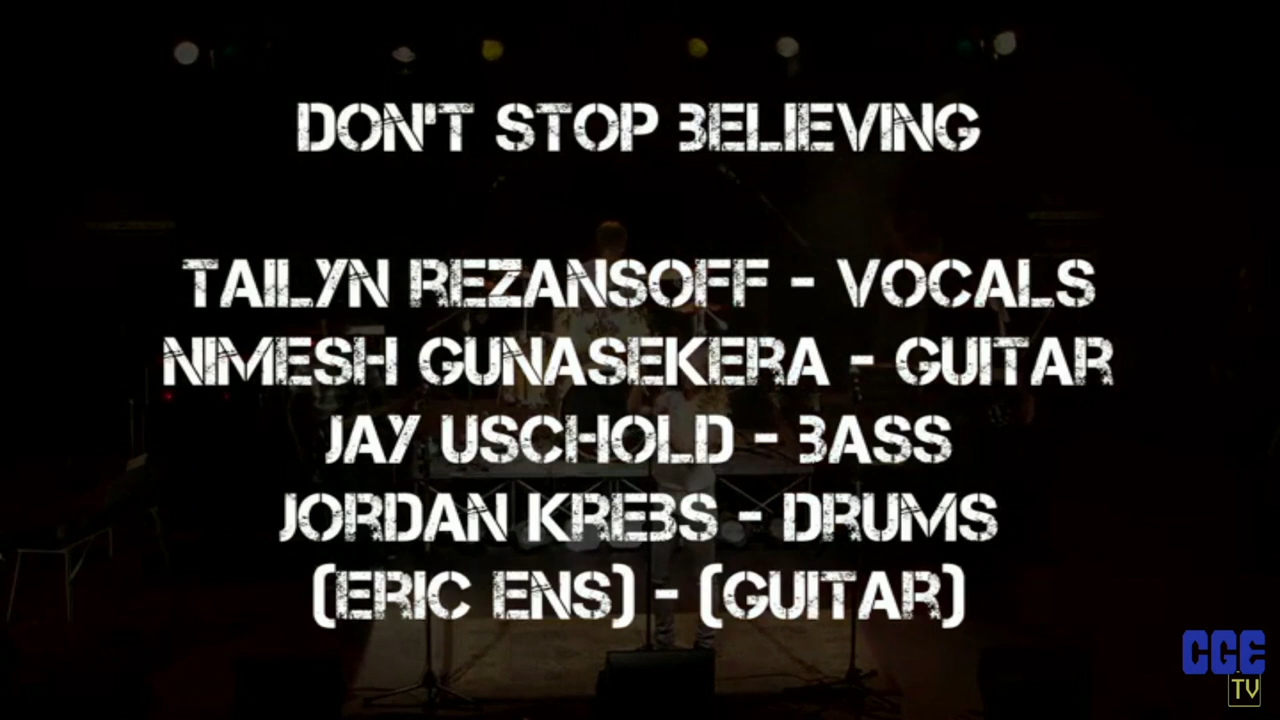 DON'T STOP BELIEVING
TAILYN REZANSOFF - VOCALS
NIMESH GUNASEKERA - GUITAR
JAY USCHOLD - BASS
JORDAN KREBS - DRUMS
(ERIC ENS) - (GUITAR)
CGE
TV